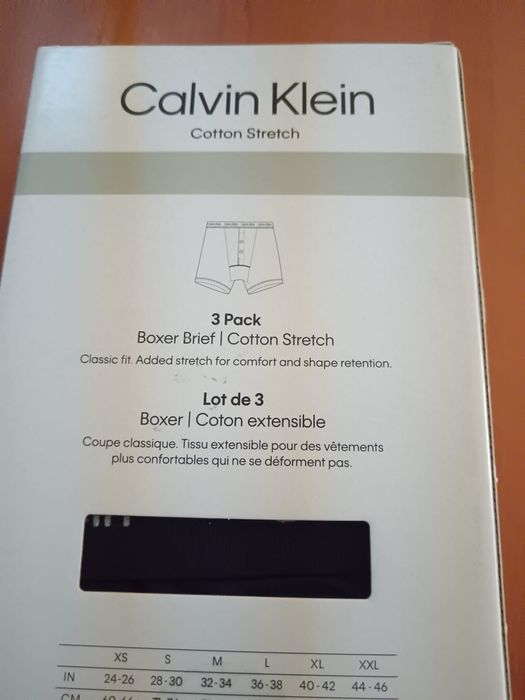 Calvin Klein
Cotton Stretch
3 Pack
Boxer Brief | Cotton Stretch
Classic fit. Added stretch for comfort and shape retention.
Lot de 3
Boxer | Coton extensible
Coupe classique. Tissu extensible pour des vêtements
plus confortables qui ne se déforment pas.
XS S M L XL XXL
IN 24-26 28-30 32-34 36-38 40-42 44-46
CM